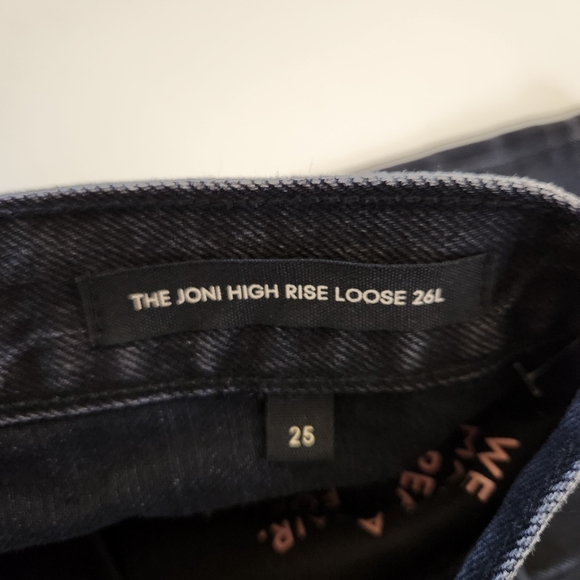 THE JONI HIGH RISE LOOSE 26L
25
WE
A